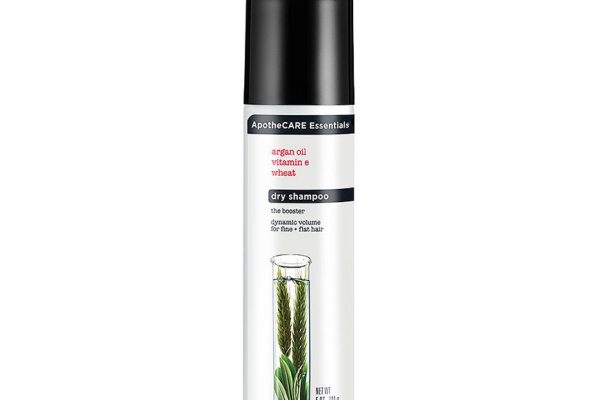 ApotheCARE Essentials
argan oil
vitamin e
wheat
dry shampoo
the booster
dynamic volume
for fine + flat hair
NET WT